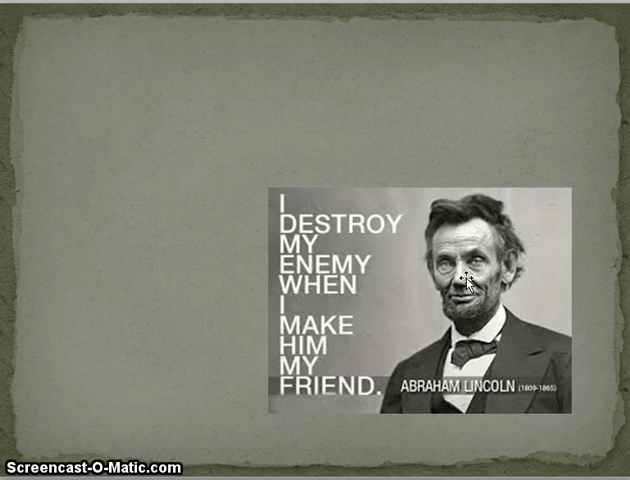 I
DESTROY
MY
ENEMY
WHEN
I
MAKE
HIM
MY
FRIEND.
ABRAHAM LINCOLN (1809-1865)
Screencast-O-Matic.com